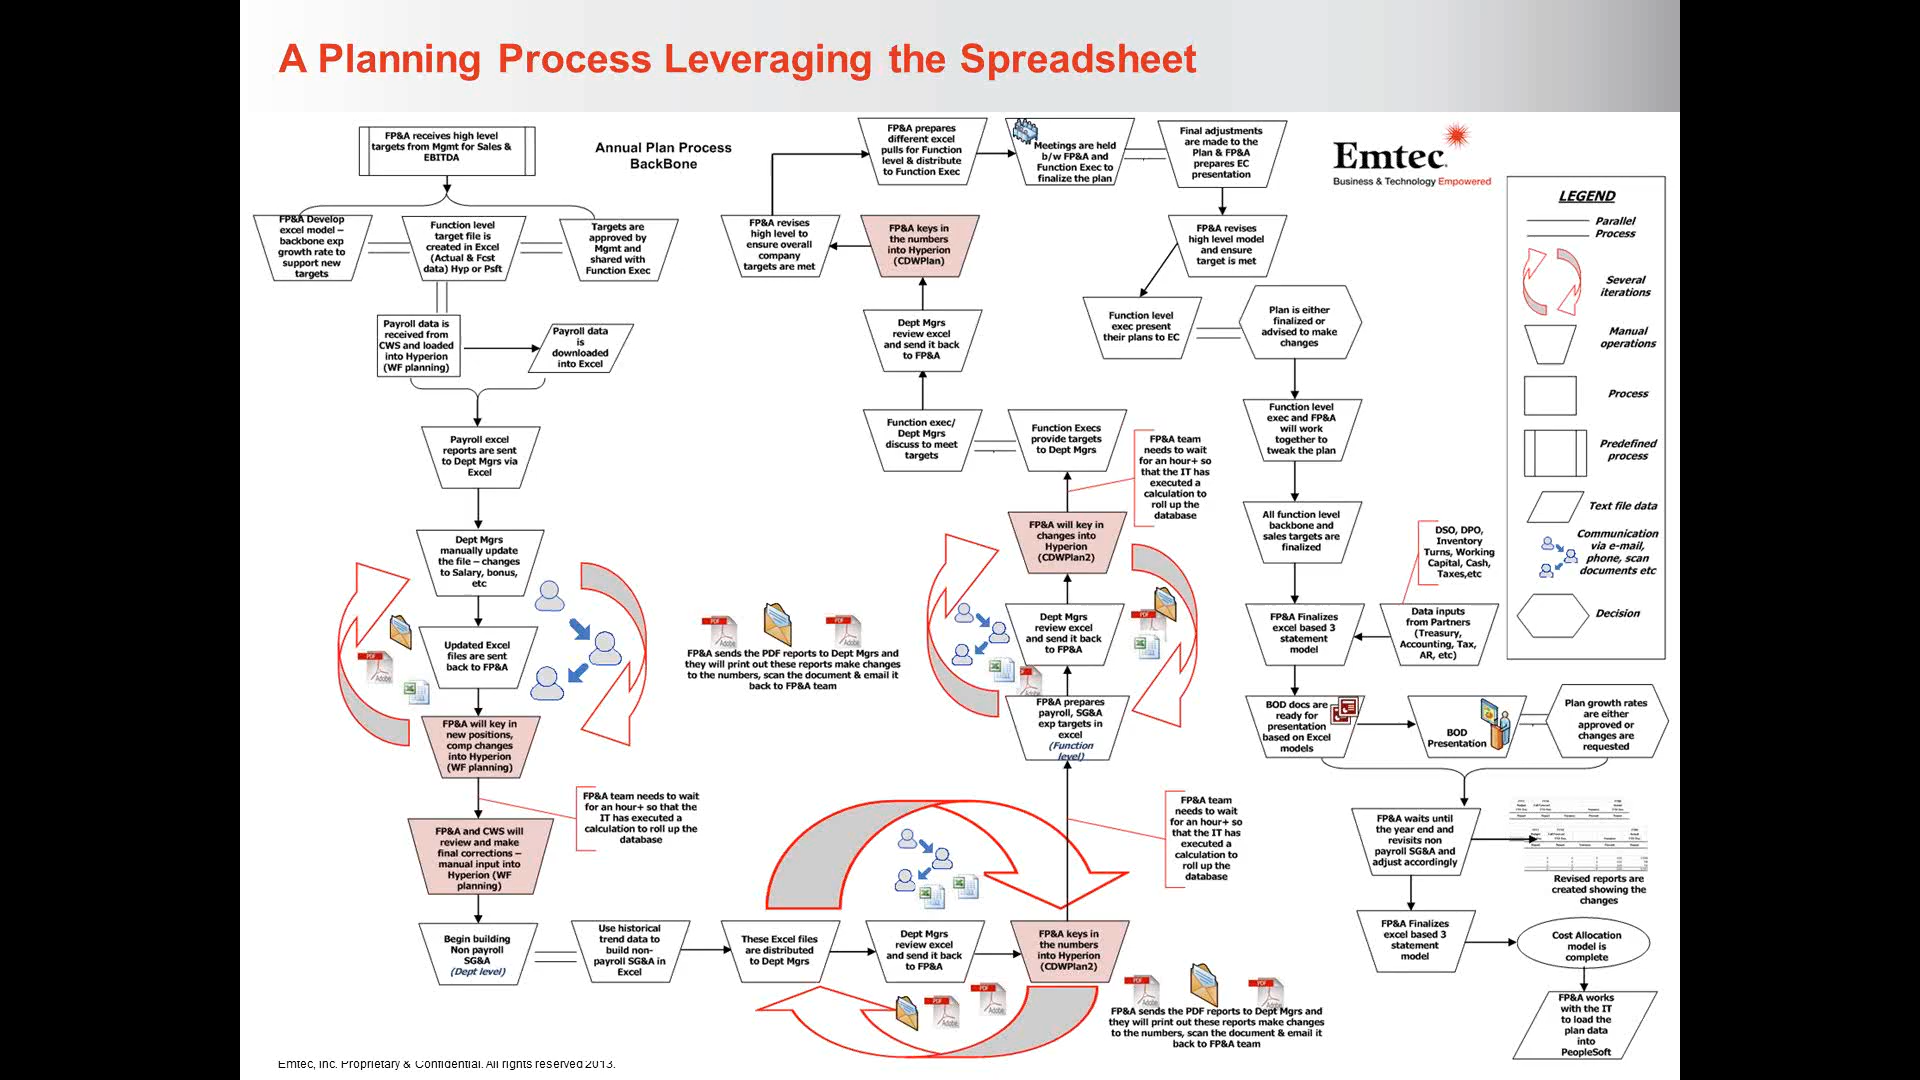 A Planning Process Leveraging the Spreadsheet
FP&A receives high level
targets from Mgmt for Sales &
EBITDA
Annual Plan Process
BackBone
FP&A Develop
excel model –
backbone exp
growth rate to
support new
targets
Function level
target file is
created in Excel
(Actual & Fcst
data) Hyp or Psft
Targets are
approved by
Mgmt and
shared with
Function Exec
Payroll data is
received from
CWS and loaded
into Hyperion
(WF planning)
Payroll data
is
downloaded
into Excel
Payroll excel
reports are sent
to Dept Mgrs via
Excel
Dept Mgrs
manually update
the file – changes
to Salary, bonus,
etc
Updated Excel
files are sent
back to FP&A
FP&A will key in
new positions,
comp changes
into Hyperion
(WF planning)
FP&A team needs to wait
for an hour+ so that the
IT has executed a
calculation to roll up the
database
FP&A and CWS will
review and make
final corrections –
manual input into
Hyperion (WF
planning)
Begin building
Non payroll
SG&A
(Dept level)
Use historical
trend data to
build non-
payroll SG&A in
Excel
These Excel files
are distributed
to Dept Mgrs
Dept Mgrs
review excel
and send it back
to FP&A
FP&A keys in
the numbers
into Hyperion
(CDWPlan2)
FP&A sends the PDF reports to Dept Mgrs and
they will print out these reports make changes
to the numbers, scan the document & email it
back to FP&A team
FP&A sends the PDF reports to Dept Mgrs and
they will print out these reports make changes
to the numbers, scan the document & email it
back to FP&A team
FP&A team
needs to wait
for an hour+ so
that the IT has
executed a
calculation to
roll up the
database
FP&A prepares
payroll, SG&A
exp targets in
excel
(Function
level)
Dept Mgrs
review excel
and send it back
to FP&A
FP&A will key in
changes into
Hyperion
(CDWPlan2)
FP&A team
needs to wait
for an hour+ so
that the IT has
executed a
calculation to
roll up the
database
Function Execs
provide targets
to Dept Mgrs
Function exec/
Dept Mgrs
discuss to meet
targets
Dept Mgrs
review excel
and send it back
to FP&A
FP&A keys in
the numbers
into Hyperion
(CDWPlan)
FP&A revises
high level to
ensure overall
company
targets are met
FP&A prepares
different excel
pulls for Function
level & distribute
to Function Exec
Meetings are held
b/w FP&A and
Function Exec to
finalize the plan
Final adjustments
are made to the
Plan & FP&A
prepares EC
presentation
FP&A revises
high level model
and ensure
target is met
Function level
exec present
their plans to EC
Plan is either
finalized or
advised to make
changes
Function level
exec and FP&A
will work
together to
tweak the plan
All function level
backbone and
sales targets are
finalized
DSO, DPO,
Inventory
Turns, Working
Capital, Cash,
Taxes,etc
FP&A Finalizes
excel based 3
statement
model
Data inputs
from Partners
(Treasury,
Accounting, Tax,
AR, etc)
BOD docs are
ready for
presentation
based on Excel
models
BOD
Presentation
Plan growth rates
are either
approved or
changes are
requested
FP&A waits until
the year end and
revisits non
payroll SG&A and
adjust accordingly
Revised reports are
created showing the
changes
FP&A Finalizes
excel based 3
statement
model
Cost Allocation
model is
complete
FP&A works
with the IT
to load the
plan data
into
PeopleSoft
Emtec
Business & Technology Empowered
LEGEND
Parallel
Process
Several
iterations
Manual
operations
Process
Predefined
process
Text file data
Communication
via e-mail,
phone, scan
documents etc
Decision
PDF
Adobe
PDF
Adobe
PDF
Adobe
PDF
PDF
PDF
Adobe
PDF
Adobe
PDF
Adobe
PDF
Adobe
Emtec, Inc. Proprietary & Confidential. All rights reserved 2013.